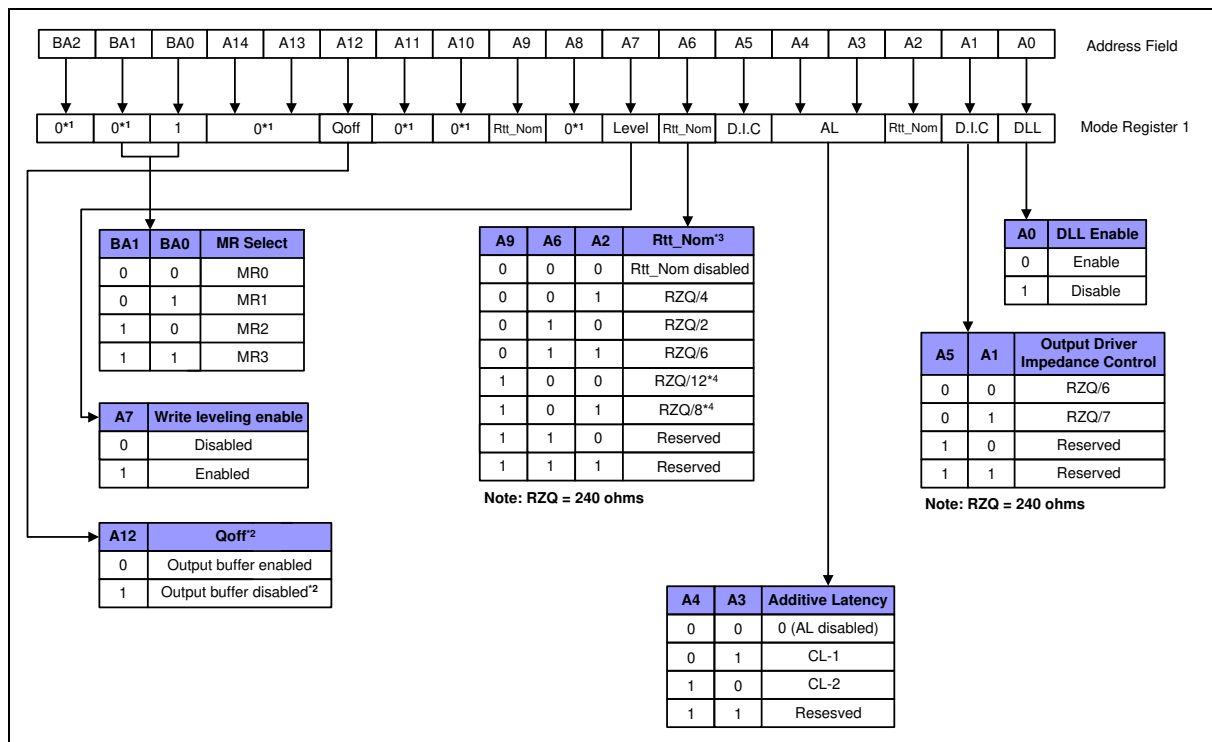 BA2 BA1 BA0 A14 A13 A12 A11 A10 A9 A8 A7 A6 A5 A4 A3 A2 A1 A0 Address Field
0*1 0*1 1 0*1 Qoff 0*1 0*1 Rtt_Nom 0*1 Level Rtt_Nom D.I.C AL Rtt_Nom D.I.C DLL Mode Register 1
BA1 BA0 MR Select
0 0 MR0
0 1 MR1
1 0 MR2
1 1 MR3
A9 A6 A2 Rtt_Nom*3
0 0 0 Rtt_Nom disabled
0 0 1 RZQ/4
0 1 0 RZQ/2
0 1 1 RZQ/6
1 0 0 RZQ/12*4
1 0 1 RZQ/8*4
1 1 0 Reserved
1 1 1 Reserved
Note: RZQ = 240 ohms
A0 DLL Enable
0 Enable
1 Disable
A5 A1 Output Driver
Impedance Control
0 0 RZQ/6
0 1 RZQ/7
1 0 Reserved
1 1 Reserved
Note: RZQ = 240 ohms
A7 Write leveling enable
0 Disabled
1 Enabled
A12 Qoff*2
0 Output buffer enabled
1 Output buffer disabled*2
A4 A3 Additive Latency
0 0 0 (AL disabled)
0 1 CL-1
1 0 CL-2
1 1 Resesved